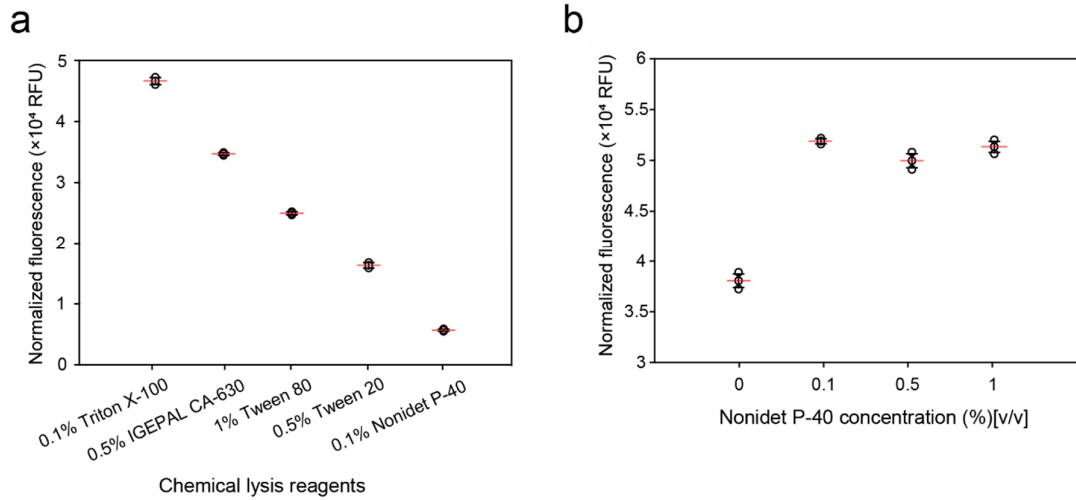 a
Normalized fluorescence (×10⁴ RFU)
5
4
3
2
1
0
0.1% Triton X-100
0.5% IGEPAL CA-630
1% Tween 80
0.5% Tween 20
0.1% Nonidet P-40
Chemical lysis reagents
b
Normalized fluorescence (×10⁴ RFU)
6
5.5
5
4.5
4
3.5
3
0 0.1 0.5 1
Nonidet P-40 concentration (%)[v/v]